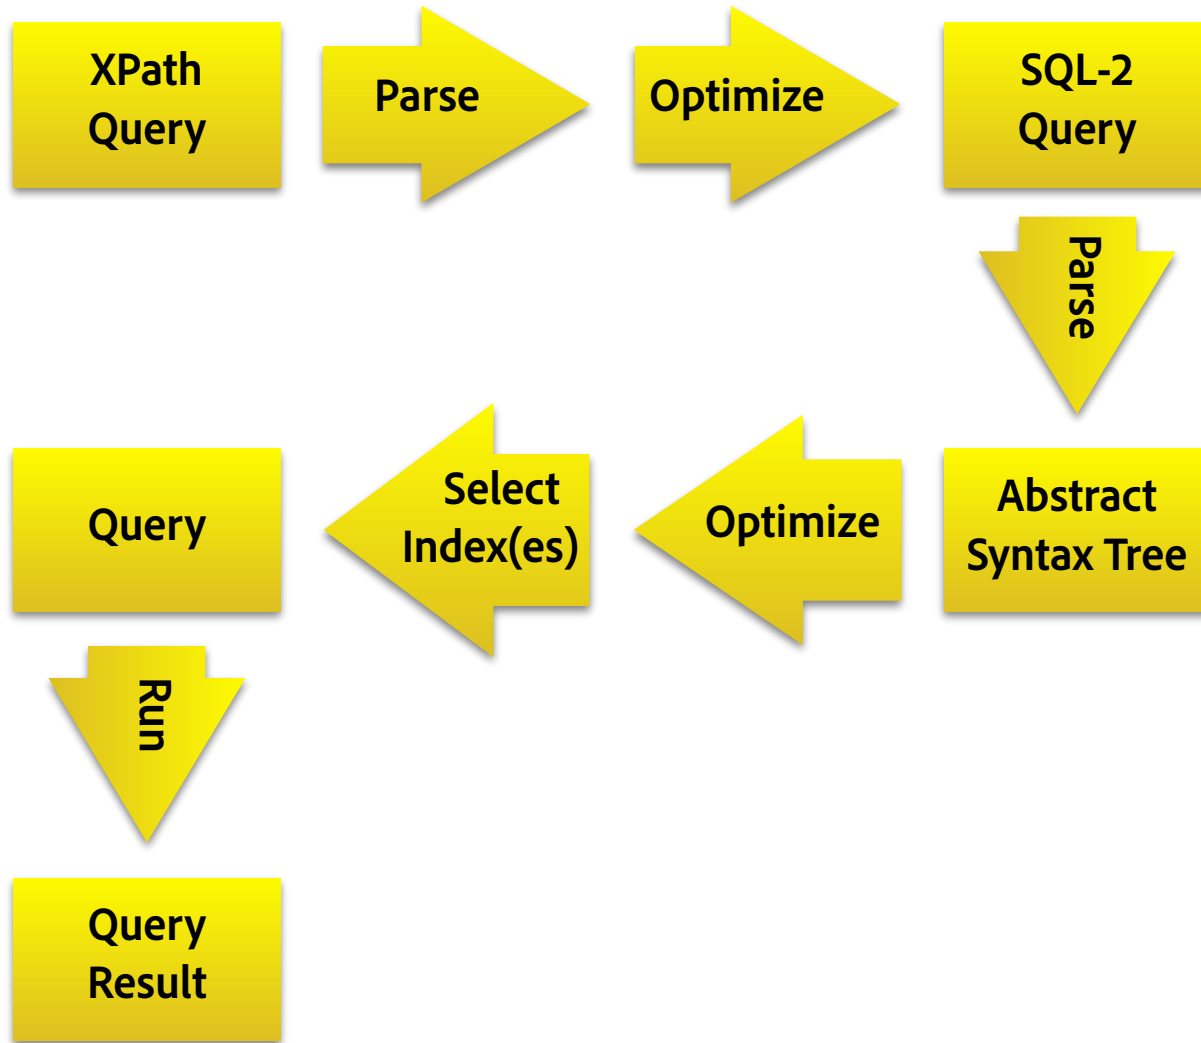 XPath
Query
Parse
Optimize
SQL-2
Query
Parse
Abstract
Syntax Tree
Optimize
Select
Index(es)
Query
Run
Query
Result